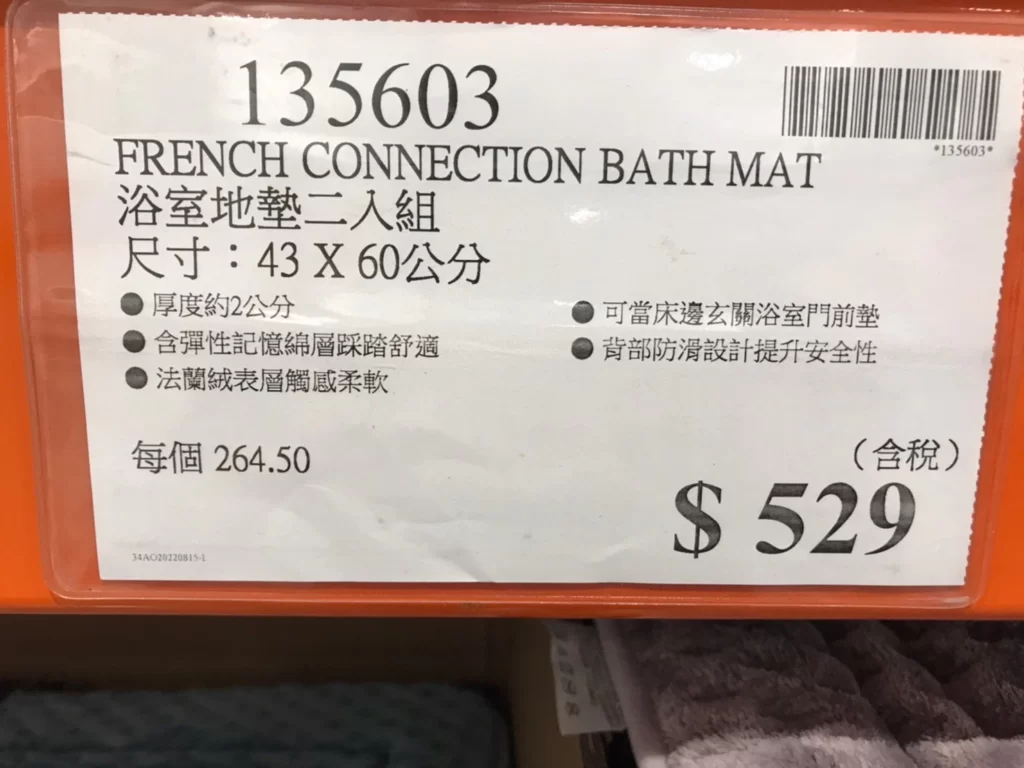 135603
*135603*
FRENCH CONNECTION BATH MAT
浴室地墊二入組
尺寸：43 X 60公分
● 厚度約2公分
● 含彈性記憶綿層踩踏舒適
● 法蘭絨表層觸感柔軟
● 可當床邊玄關浴室門前墊
● 背部防滑設計提升安全性
每個 264.50
（含稅）
$ 529
34AO20220815-1